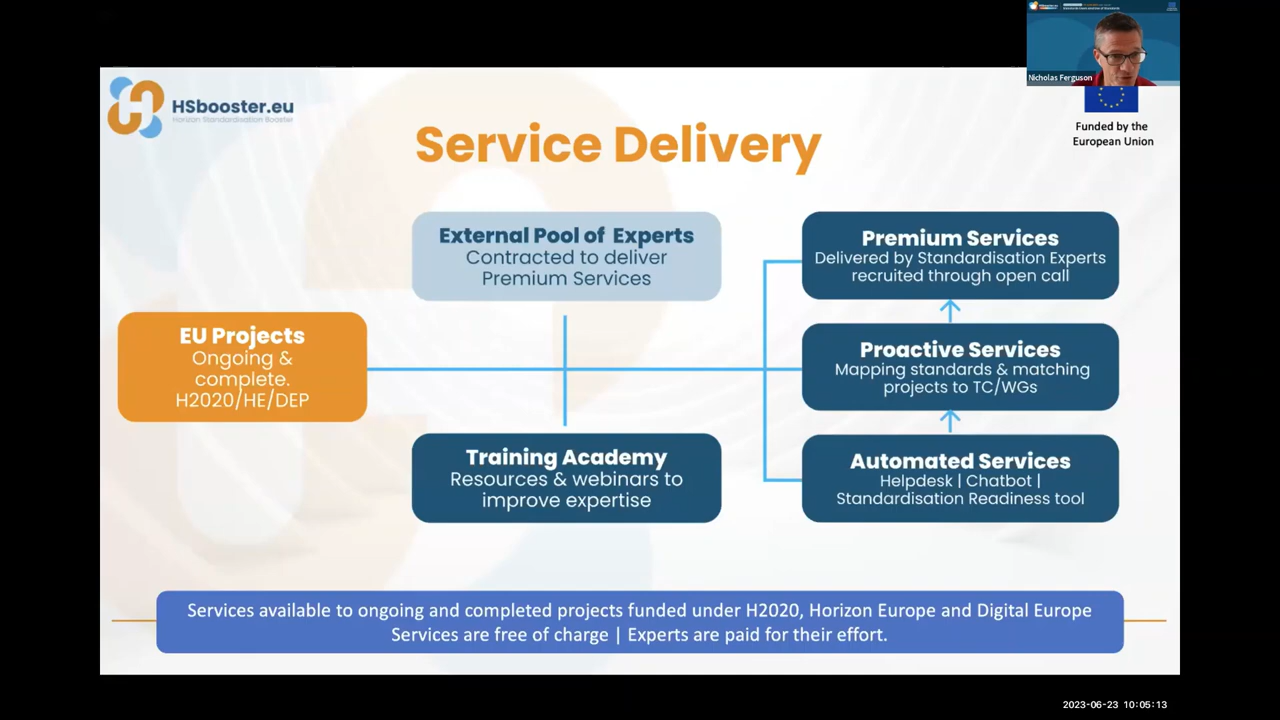 HSbooster.eu
Horizon Standardisation Booster
Nicholas Ferguson
Funded by the
European Union
Service Delivery
External Pool of Experts
Contracted to deliver
Premium Services
Premium Services
Delivered by Standardisation Experts
recruited through open call
EU Projects
Ongoing &
complete.
H2020/HE/DEP
Proactive Services
Mapping standards & matching
projects to TC/WGs
Training Academy
Resources & webinars to
improve expertise
Automated Services
Helpdesk | Chatbot |
Standardisation Readiness tool
Services available to ongoing and completed projects funded under H2020, Horizon Europe and Digital Europe
Services are free of charge | Experts are paid for their effort.
2023-06-23 10:05:13